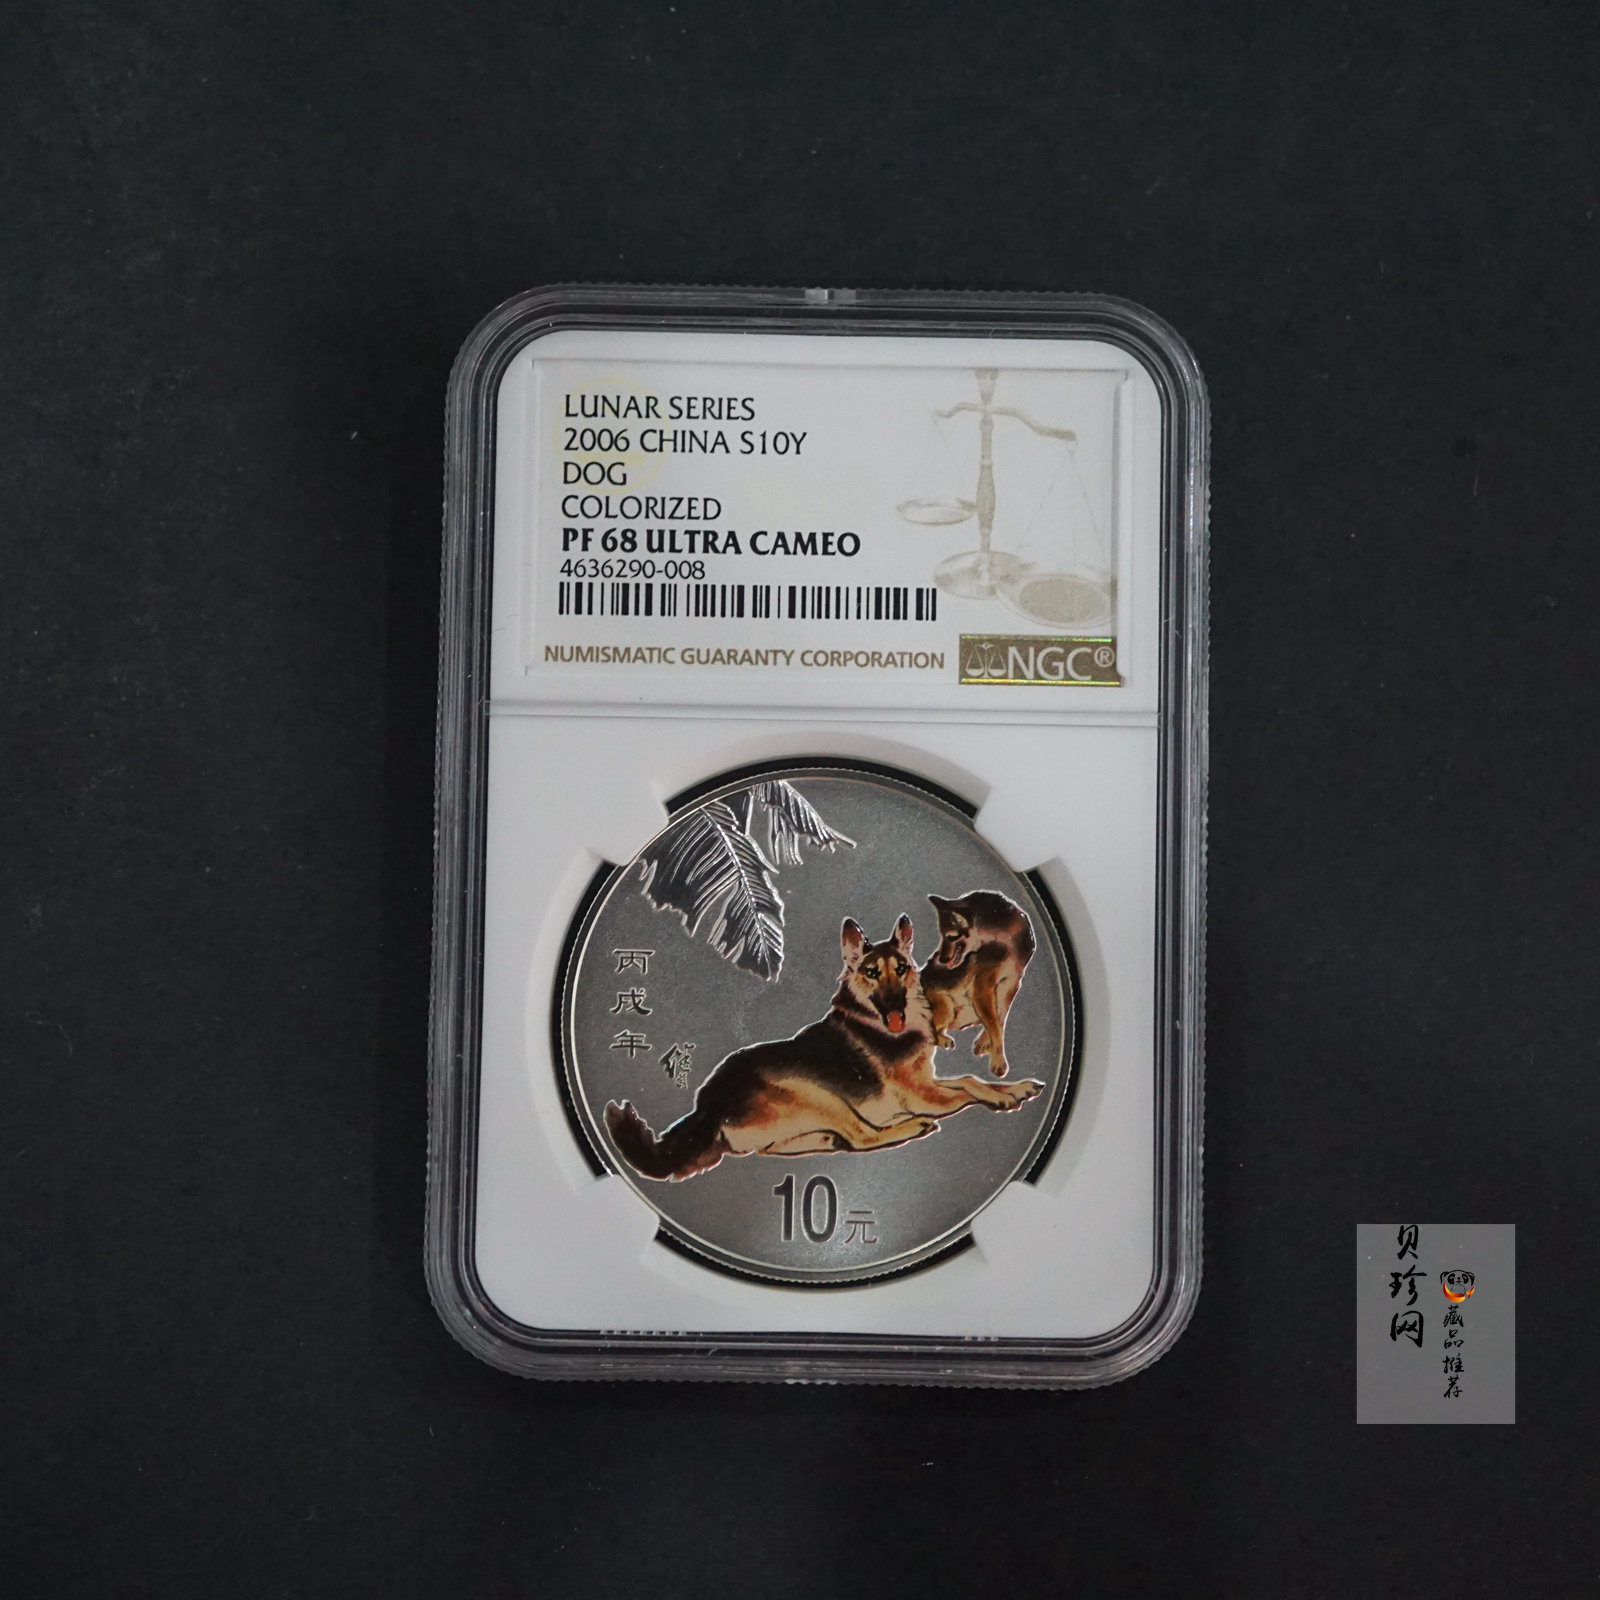 LUNAR SERIES
2006 CHINA S10Y
DOG
COLORIZED
PF 68 ULTRA CAMEO
4636290-008
NUMISMATIC GUARANTY CORPORATION
NGC®
丙戌年
10元
贝珍网
藏品推荐